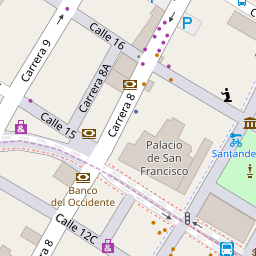 Calle 16
P
Carrera 9
Carrera 8A
Carrera 8
Calle 15
Palacio
de San
Francisco
Santande
Banco
del Occidente
Calle 12C
Carrera 8